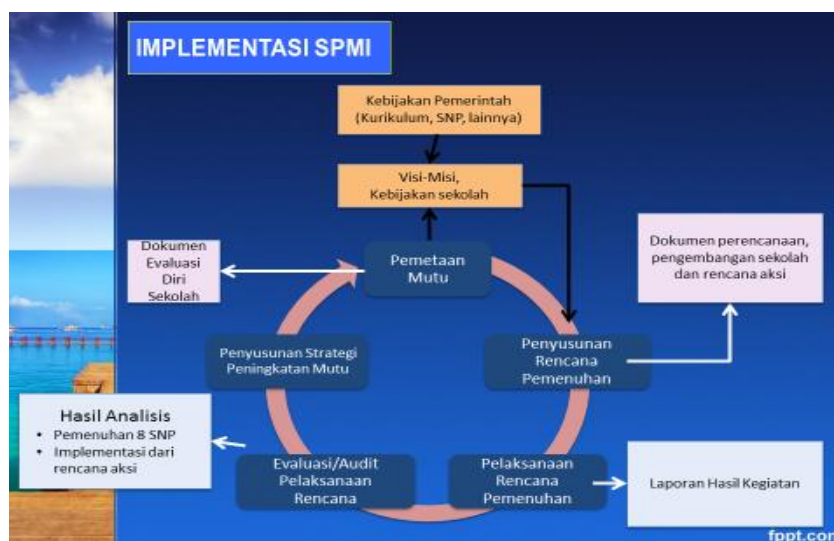 IMPLEMENTASI SPMI
Kebijakan Pemerintah
(Kurikulum, SNP, lainnya)
Visi-Misi,
Kebijakan sekolah
Dokumen
Evaluasi
Diri
Sekolah
Pemetaan
Mutu
Dokumen perencanaan,
pengembangan sekolah
dan rencana aksi
Penyusunan Strategi
Peningkatan Mutu
Penyusunan
Rencana
Pemenuhan
Hasil Analisis
• Pemenuhan 8 SNP
• Implementasi dari
rencana aksi
Evaluasi/Audit
Pelaksanaan
Rencana
Pelaksanaan
Rencana
Pemenuhan
Laporan Hasil Kegiatan
fppt.com